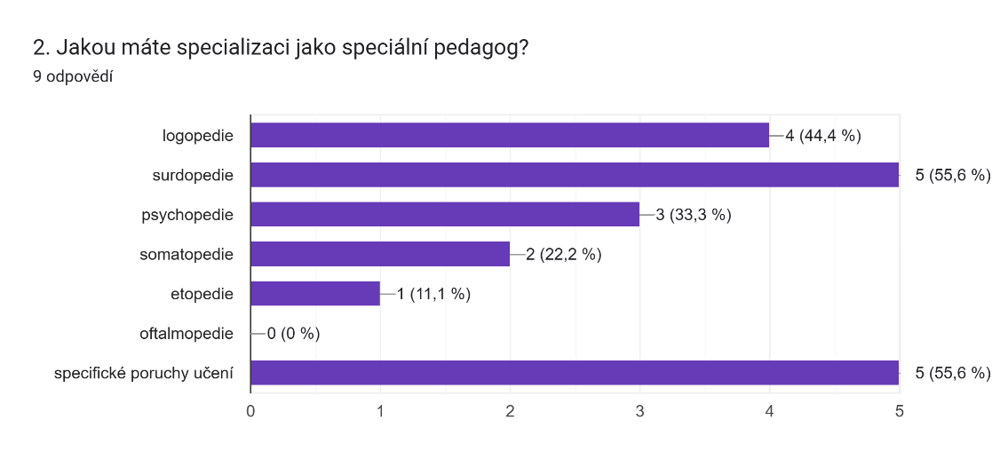 2. Jakou máte specializaci jako speciální pedagog?
9 odpovědí
logopedie 4 (44,4 %)
surdopedie 5 (55,6 %)
psychopedie 3 (33,3 %)
somatopedie 2 (22,2 %)
etopedie 1 (11,1 %)
oftalmopedie 0 (0 %)
specifické poruchy učení 5 (55,6 %)
0 1 2 3 4 5